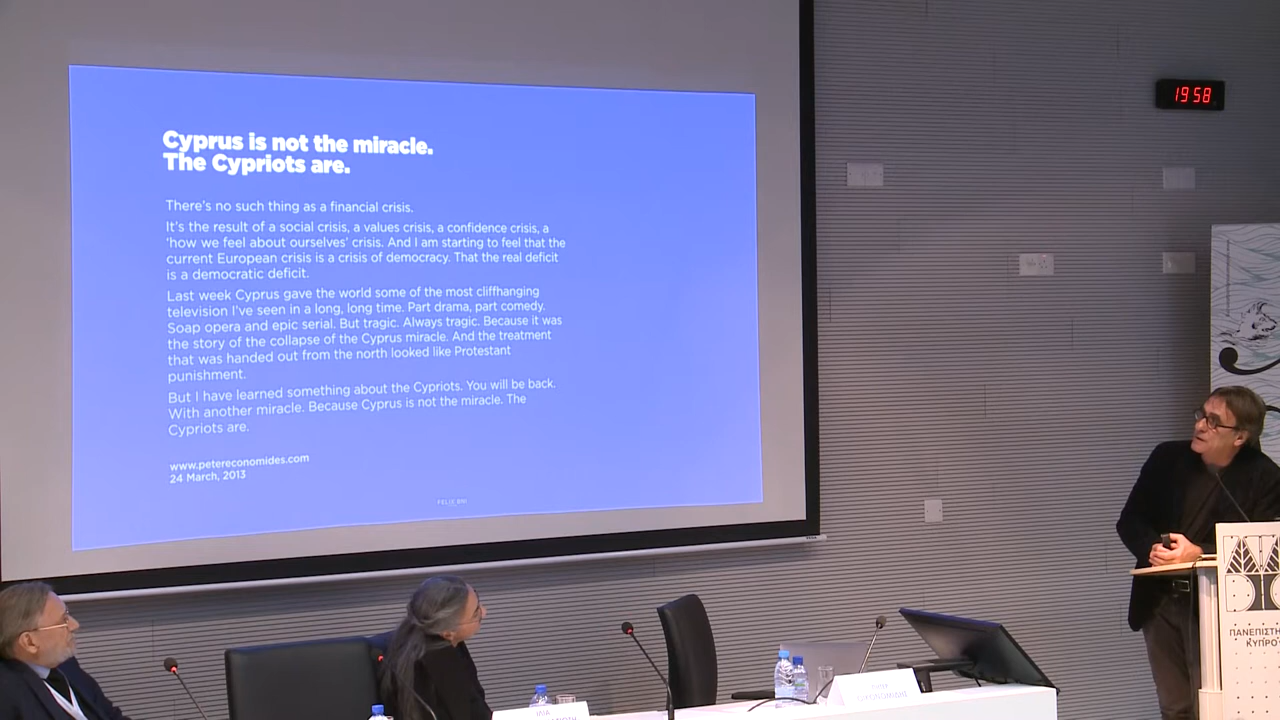 Cyprus is not the miracle.
The Cypriots are.
There's no such thing as a financial crisis.
It's the result of a social crisis, a values crisis, a confidence crisis, a
'how we feel about ourselves' crisis. And I am starting to feel that the
current European crisis is a crisis of democracy. That the real deficit
is a democratic deficit.
Last week Cyprus gave the world some of the most cliffhanging
television I've seen in a long, long time. Part drama, part comedy.
Soap opera and epic serial. But tragic. Always tragic. Because it was
the story of the collapse of the Cyprus miracle. And the treatment
that was handed out from the north looked like Protestant
punishment.
But I have learned something about the Cypriots. You will be back.
With another miracle. Because Cyprus is not the miracle. The
Cypriots are.
www.petereconomides.com
24 March, 2013
FELIX BNI
19 58
ΚΥΠΡΟ